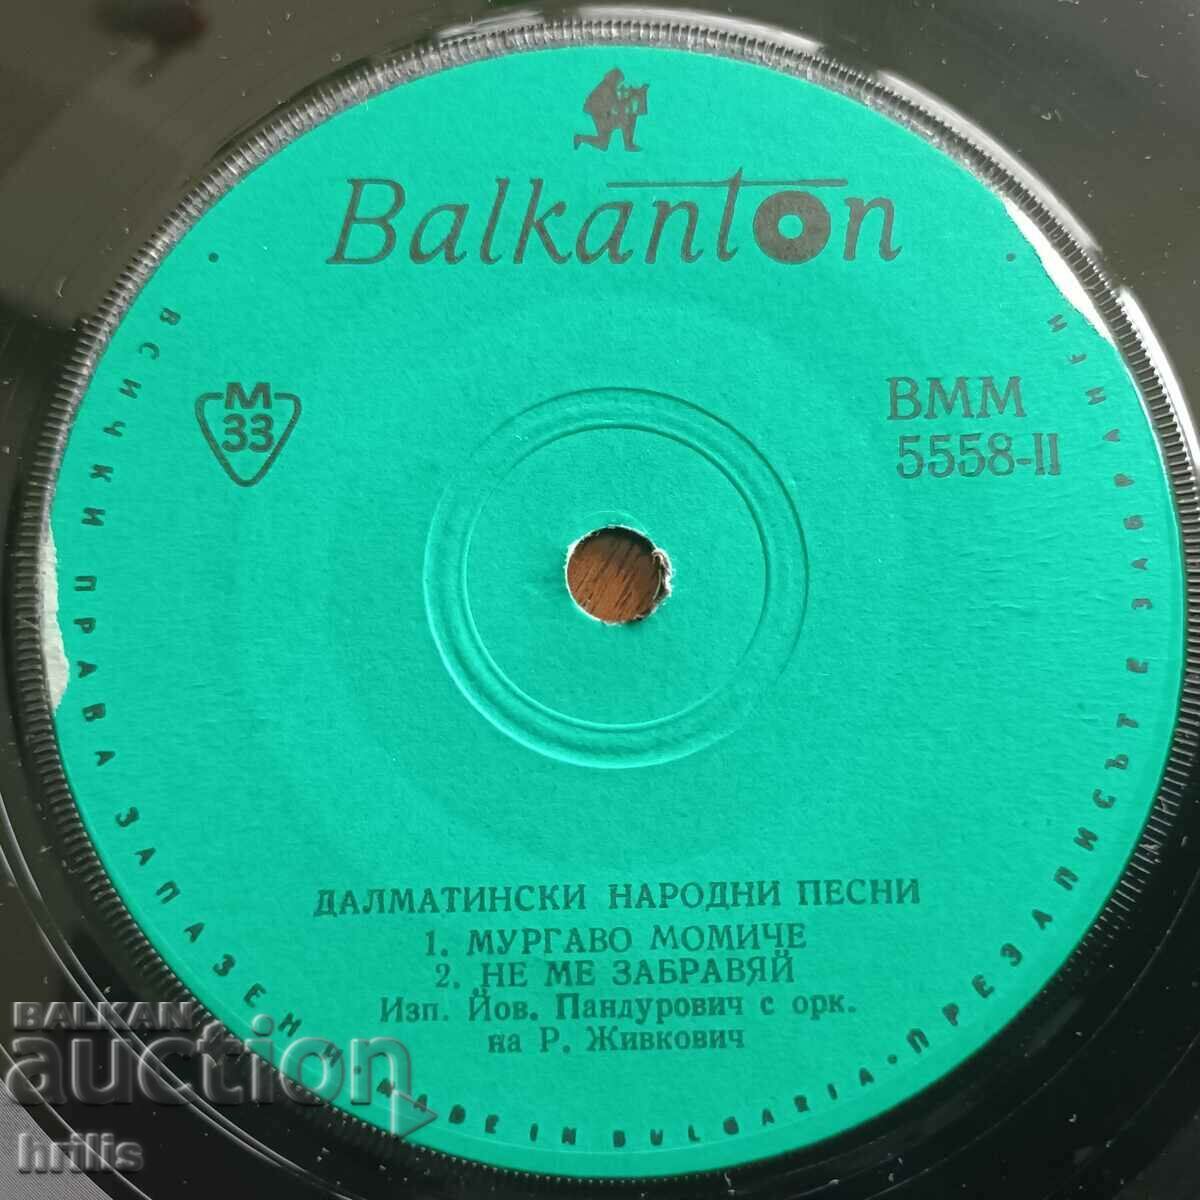 Balkanton
M
33
ВММ
5558-II
ДАЛМАТИНСКИ НАРОДНИ ПЕСНИ
1. МУРГАВО МОМИЧЕ
2. НЕ МЕ ЗАБРАВЯЙ
Изп. Йов. Пандурович с орк.
на Р. Живкович
• ВСИЧКИ ПРАВА ЗАПАЗЕНИ • MADE IN BULGARIA • ПРЕЗАПИСЪТ Е ЗАБРАНЕН •
BALKAN
auction
hrilis